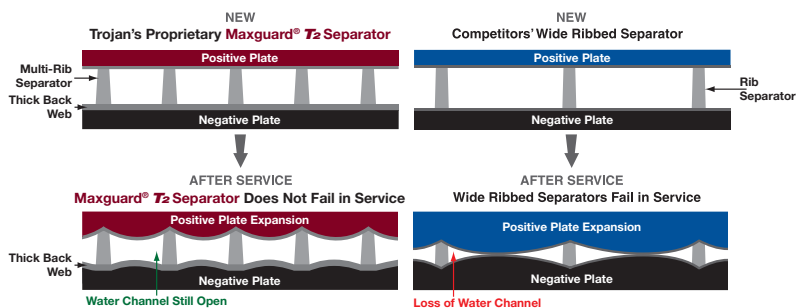 NEW
Trojan's Proprietary Maxguard® T2 Separator
Positive Plate
Multi-Rib
Separator
Thick Back
Web
Negative Plate
NEW
Competitors' Wide Ribbed Separator
Positive Plate
Rib
Separator
Negative Plate
AFTER SERVICE
Maxguard® T2 Separator Does Not Fail in Service
Positive Plate Expansion
Thick Back
Web
Negative Plate
Water Channel Still Open
AFTER SERVICE
Wide Ribbed Separators Fail in Service
Positive Plate Expansion
Negative Plate
Loss of Water Channel